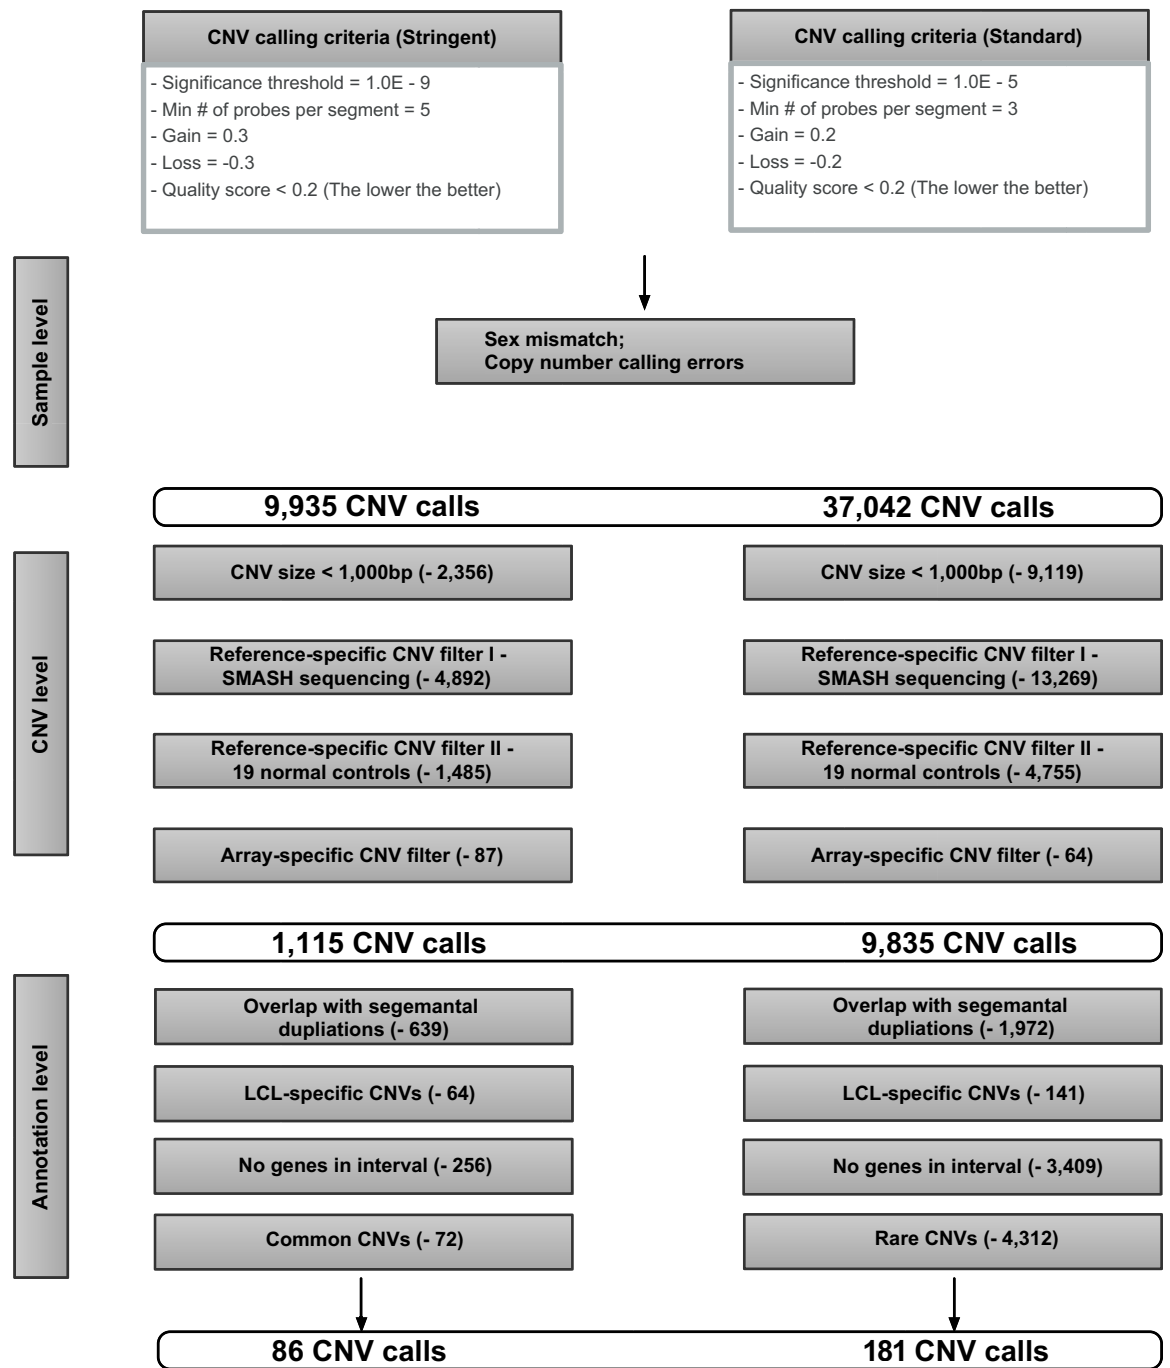 CNV calling criteria (Stringent)
- Significance threshold = 1.0E - 9
- Min # of probes per segment = 5
- Gain = 0.3
- Loss = -0.3
- Quality score < 0.2 (The lower the better)
CNV calling criteria (Standard)
- Significance threshold = 1.0E - 5
- Min # of probes per segment = 3
- Gain = 0.2
- Loss = -0.2
- Quality score < 0.2 (The lower the better)
Sample level
Sex mismatch;
Copy number calling errors
9,935 CNV calls
37,042 CNV calls
CNV level
CNV size < 1,000bp (- 2,356)
CNV size < 1,000bp (- 9,119)
Reference-specific CNV filter I -
SMASH sequencing (- 4,892)
Reference-specific CNV filter I -
SMASH sequencing (- 13,269)
Reference-specific CNV filter II -
19 normal controls (- 1,485)
Reference-specific CNV filter II -
19 normal controls (- 4,755)
Array-specific CNV filter (- 87)
Array-specific CNV filter (- 64)
1,115 CNV calls
9,835 CNV calls
Annotation level
Overlap with segemantal
dupliations (- 639)
Overlap with segemantal
dupliations (- 1,972)
LCL-specific CNVs (- 64)
LCL-specific CNVs (- 141)
No genes in interval (- 256)
No genes in interval (- 3,409)
Common CNVs (- 72)
Rare CNVs (- 4,312)
86 CNV calls
181 CNV calls